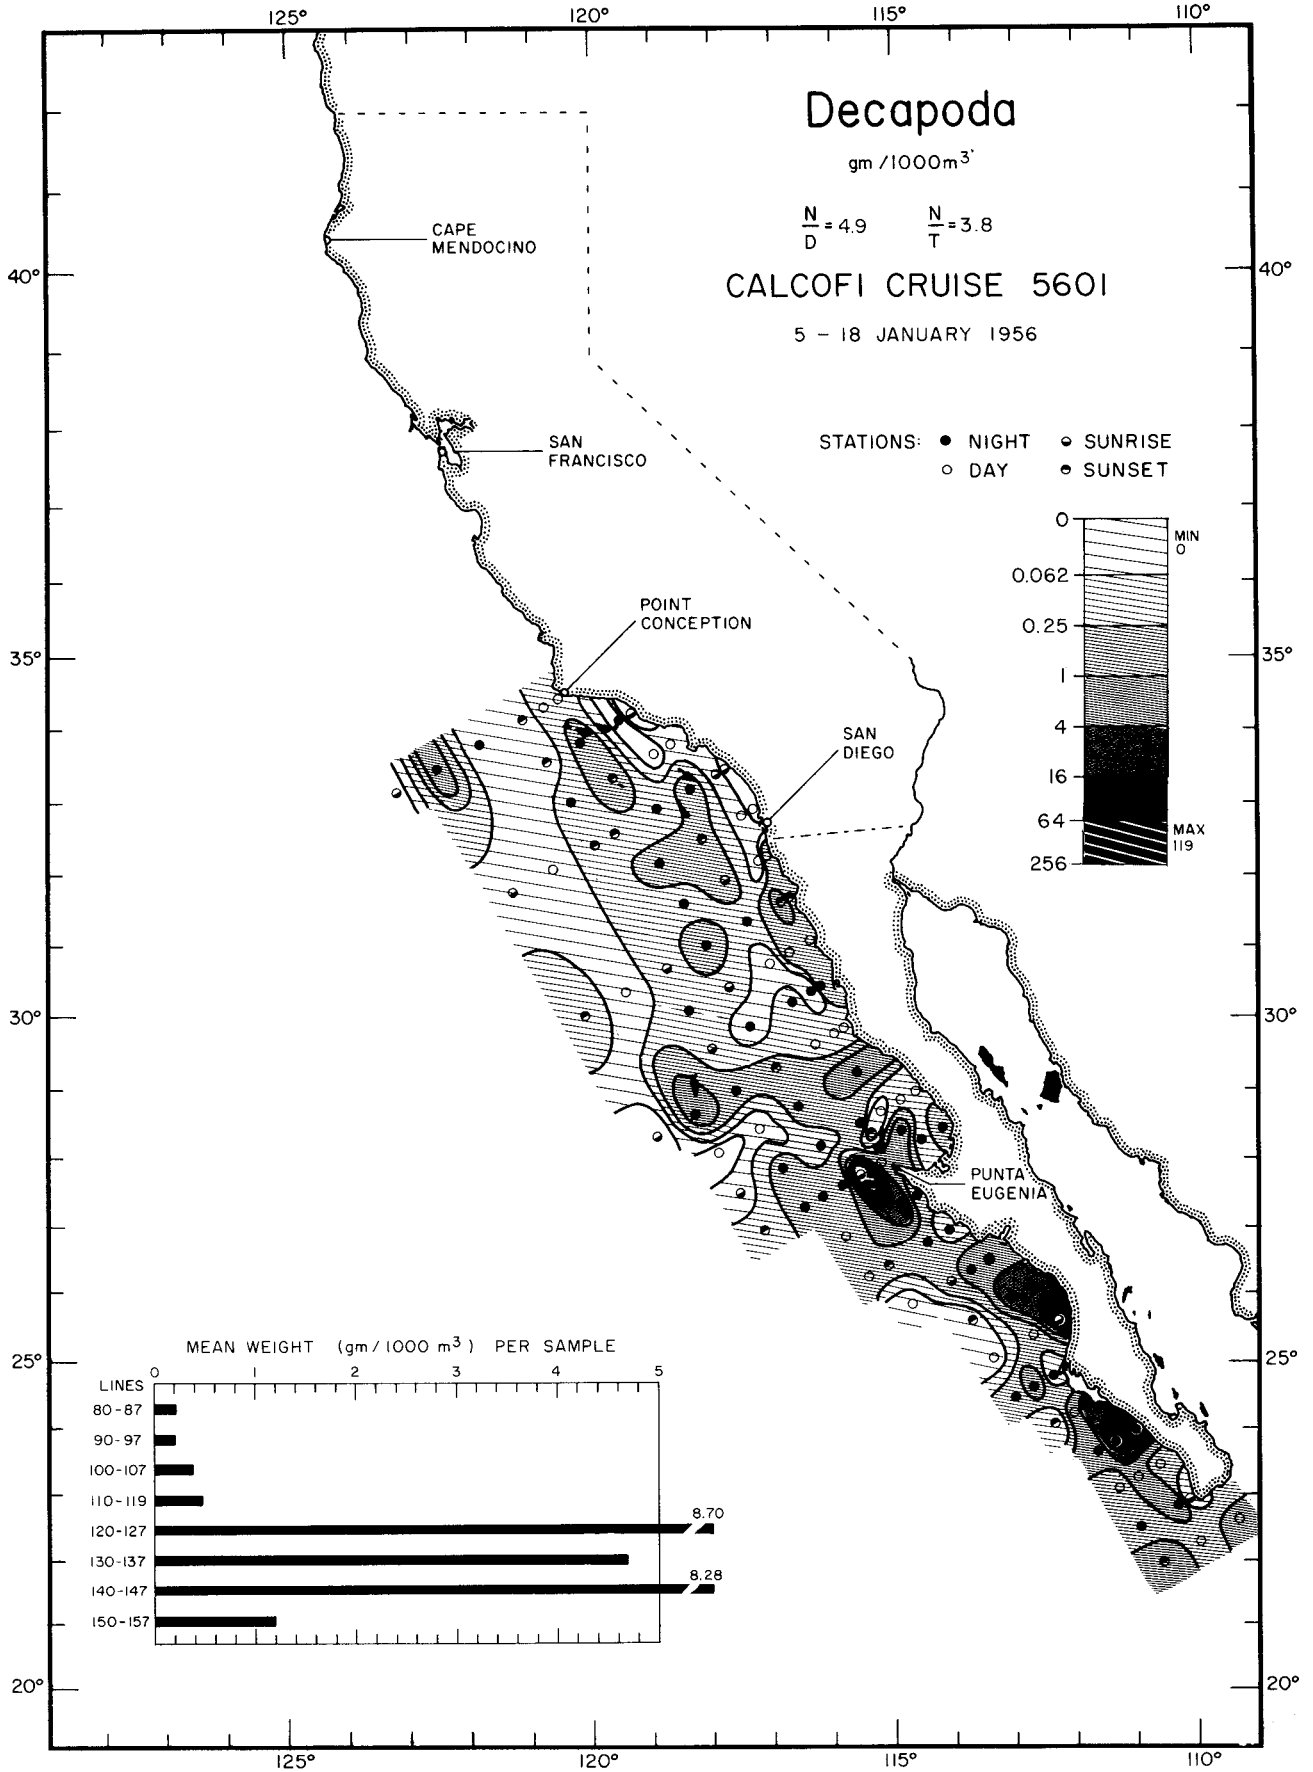 125° 120° 115° 110°
Decapoda
gm/1000m³
N/D = 4.9 N/T = 3.8
CALCOFI CRUISE 5601
5 – 18 JANUARY 1956
CAPE
MENDOCINO
40° 40°
STATIONS: ● NIGHT SUNRISE
○ DAY SUNSET
SAN
FRANCISCO
0
MIN
0
0.062
0.25
1
4
16
64
MAX
119
256
POINT
CONCEPTION
35° 35°
SAN
DIEGO
30° 30°
PUNTA
EUGENIA
25° 25°
MEAN WEIGHT (gm/1000 m³) PER SAMPLE
0 1 2 3 4 5
LINES
80-87
90-97
100-107
110-119
120-127 8.70
130-137
140-147 8.28
150-157
20° 20°
125° 120° 115° 110°